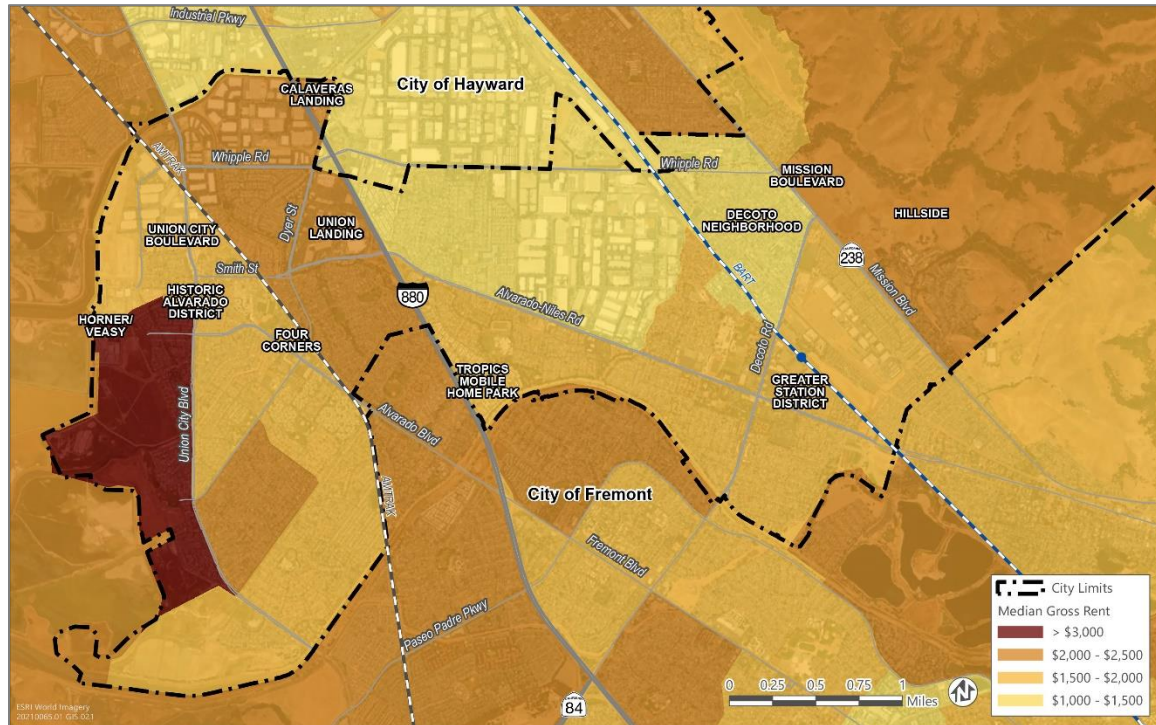 Industrial Pkwy
City of Hayward
CALAVERAS
LANDING
AMTRAK
Whipple Rd
Whipple Rd
MISSION
BOULEVARD
Dyer St
UNION
LANDING
DECOTO
NEIGHBORHOOD
HILLSIDE
UNION CITY
BOULEVARD
CALIFORNIA
238
Smith St
BART
Mission Blvd
HISTORIC
ALVARADO
DISTRICT
880
Alvarado-Niles Rd
HORNER/
VEASY
FOUR
CORNERS
Decoto Rd
TROPICS
MOBILE
HOME PARK
GREATER
STATION
DISTRICT
Union City Blvd
Alvarado Blvd
AMTRAK
City of Fremont
Fremont Blvd
Paseo Padre Pkwy
84
City Limits
Median Gross Rent
> $3,000
$2,000 - $2,500
$1,500 - $2,000
$1,000 - $1,500
0 0.25 0.5 0.75 1
Miles
N
ESRI World Imagery
20210065.01 GIS 021